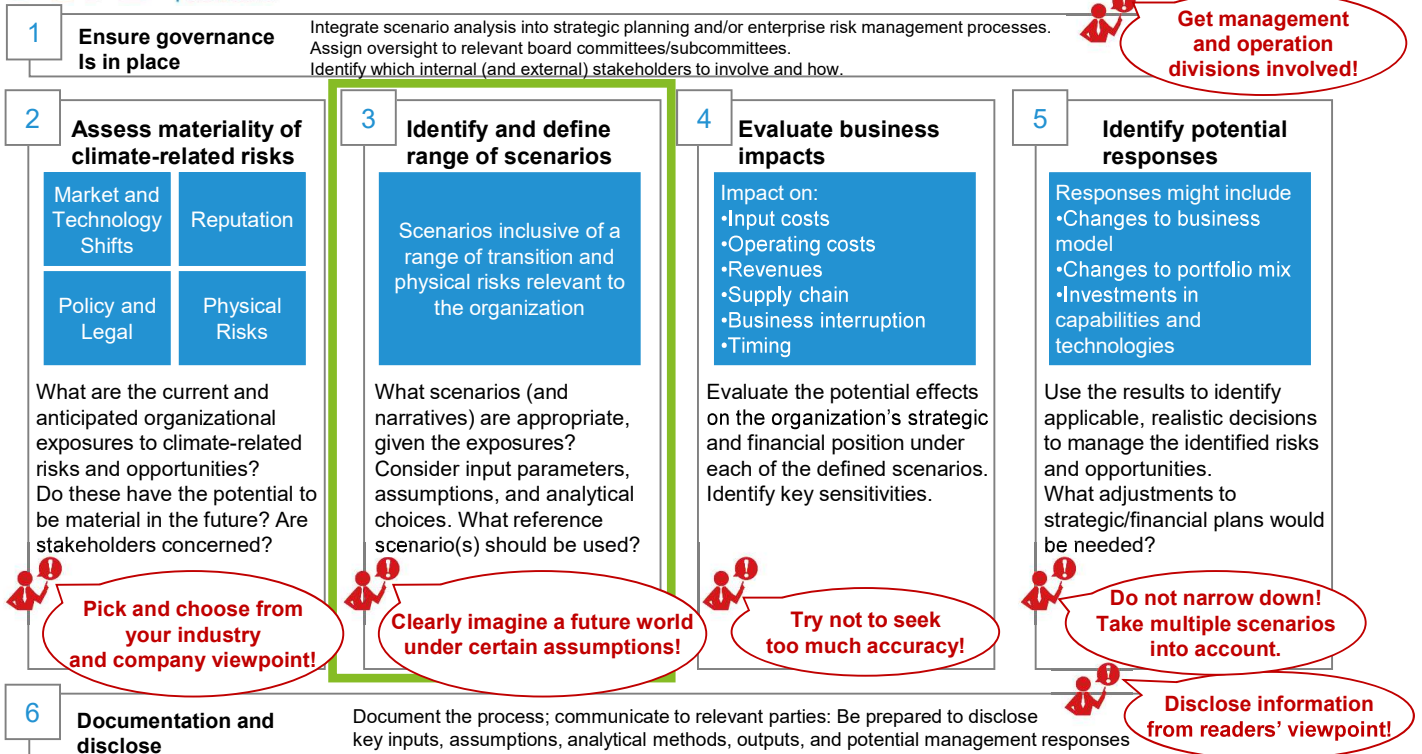 1
Ensure governance
Is in place
Integrate scenario analysis into strategic planning and/or enterprise risk management processes.
Assign oversight to relevant board committees/subcommittees.
Identify which internal (and external) stakeholders to involve and how.
Get management
and operation
divisions involved!
2
Assess materiality of
climate-related risks
Market and
Technology
Shifts
Reputation
Policy and
Legal
Physical
Risks
What are the current and
anticipated organizational
exposures to climate-related
risks and opportunities?
Do these have the potential to
be material in the future? Are
stakeholders concerned?
Pick and choose from
your industry
and company viewpoint!
3
Identify and define
range of scenarios
Scenarios inclusive of a
range of transition and
physical risks relevant to
the organization
What scenarios (and
narratives) are appropriate,
given the exposures?
Consider input parameters,
assumptions, and analytical
choices. What reference
scenario(s) should be used?
Clearly imagine a future world
under certain assumptions!
4
Evaluate business
impacts
Impact on:
•Input costs
•Operating costs
•Revenues
•Supply chain
•Business interruption
•Timing
Evaluate the potential effects
on the organization's strategic
and financial position under
each of the defined scenarios.
Identify key sensitivities.
Try not to seek
too much accuracy!
5
Identify potential
responses
Responses might include
•Changes to business
model
•Changes to portfolio mix
•Investments in
capabilities and
technologies
Use the results to identify
applicable, realistic decisions
to manage the identified risks
and opportunities.
What adjustments to
strategic/financial plans would
be needed?
Do not narrow down!
Take multiple scenarios
into account.
6
Documentation and
disclose
Document the process; communicate to relevant parties: Be prepared to disclose
key inputs, assumptions, analytical methods, outputs, and potential management responses
Disclose information
from readers' viewpoint!